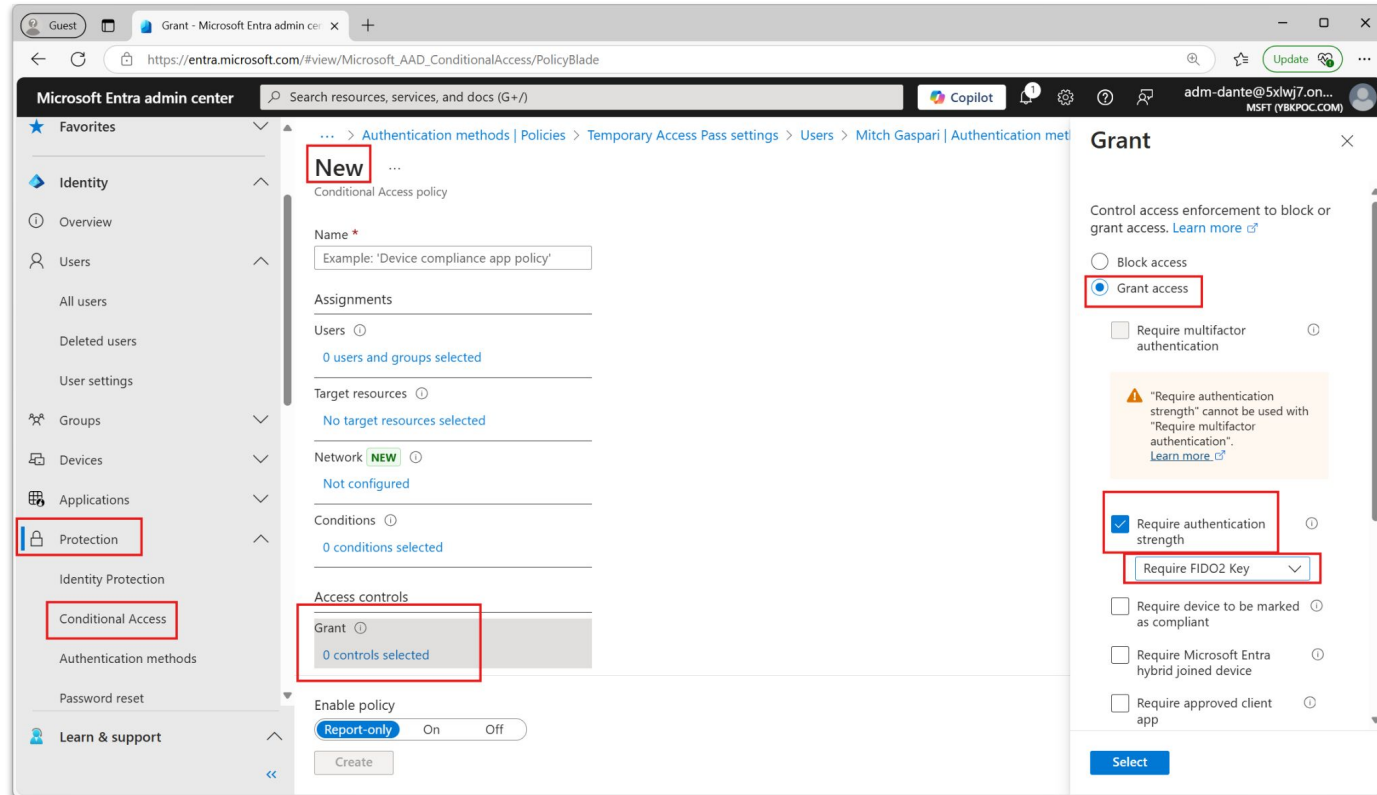 Guest
Grant - Microsoft Entra admin cer
https://entra.microsoft.com/#view/Microsoft_AAD_ConditionalAccess/PolicyBlade
Update
Microsoft Entra admin center
Search resources, services, and docs (G+/)
Copilot
1
adm-dante@5xlwj7.on...
MSFT (YBKPOC.COM)
Favorites
Identity
Overview
Users
All users
Deleted users
User settings
Groups
Devices
Applications
Protection
Identity Protection
Conditional Access
Authentication methods
Password reset
Learn & support
... > Authentication methods | Policies > Temporary Access Pass settings > Users > Mitch Gaspari | Authentication met
New ...
Conditional Access policy
Name *
Example: 'Device compliance app policy'
Assignments
Users
0 users and groups selected
Target resources
No target resources selected
Network NEW
Not configured
Conditions
0 conditions selected
Access controls
Grant
0 controls selected
Enable policy
Report-only On Off
Create
Grant
Control access enforcement to block or
grant access. Learn more
Block access
Grant access
Require multifactor
authentication
"Require authentication
strength" cannot be used with
"Require multifactor
authentication".
Learn more
Require authentication
strength
Require FIDO2 Key
Require device to be marked
as compliant
Require Microsoft Entra
hybrid joined device
Require approved client
app
Select